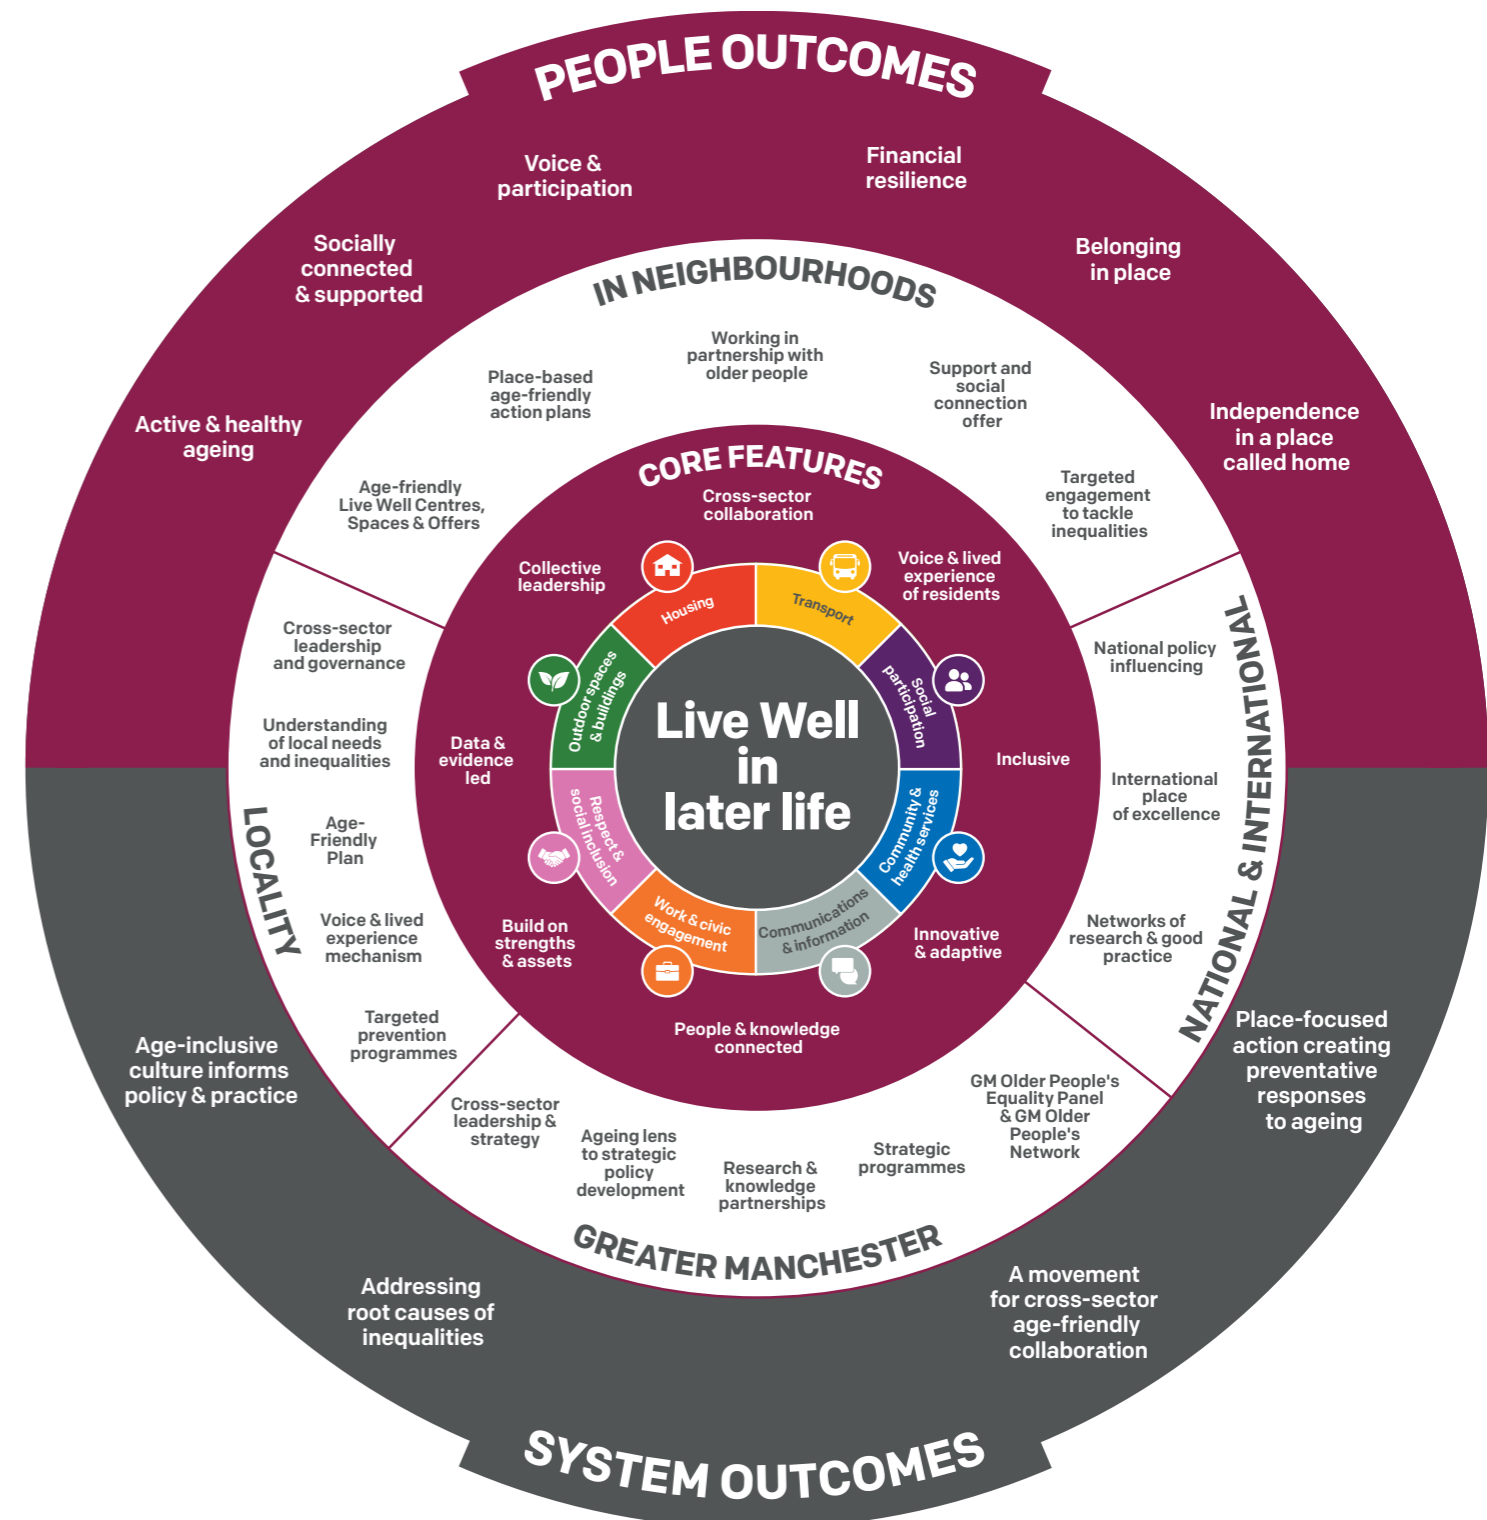 PEOPLE OUTCOMES
Voice &
participation
Financial
resilience
Socially
connected
& supported
Belonging
in place
Active & healthy
ageing
Independence
in a place
called home
IN NEIGHBOURHOODS
Age-friendly
Live Well Centres,
Spaces & Offers
Place-based
age-friendly
action plans
Working in
partnership with
older people
Support and
social
connection
offer
Targeted
engagement
to tackle
inequalities
NATIONAL & INTERNATIONAL
National policy
influencing
International
place
of excellence
Networks of
research & good
practice
LOCALITY
Cross-sector
leadership
and governance
Understanding
of local needs
and inequalities
Age-
Friendly
Plan
Voice & lived
experience
mechanism
Targeted
prevention
programmes
CORE FEATURES
Cross-sector
collaboration
Collective
leadership
Voice & lived
experience
of residents
Data &
evidence
led
Inclusive
Build on
strengths
& assets
Innovative
& adaptive
People & knowledge
connected
Housing
Transport
Social
participation
Community &
health services
Communications
& information
Work & civic
engagement
Respect &
social inclusion
Outdoor spaces
& buildings
Live Well
in
later life
Cross-sector
leadership &
strategy
Ageing lens
to strategic
policy
development
Research &
knowledge
partnerships
Strategic
programmes
GM Older People's
Equality Panel
& GM Older
People's
Network
GREATER MANCHESTER
Age-inclusive
culture informs
policy & practice
Addressing
root causes of
inequalities
A movement
for cross-sector
age-friendly
collaboration
Place-focused
action creating
preventative
responses
to ageing
SYSTEM OUTCOMES